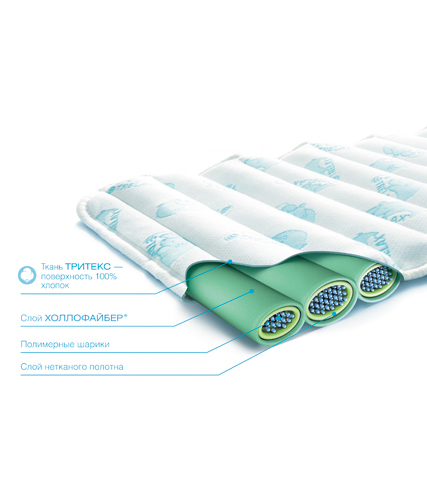 Ткань ТРИТЕКС —
поверхность 100%
хлопок
Слой ХОЛЛОФАЙБЕР®
Полимерные шарики
Слой нетканого полотна